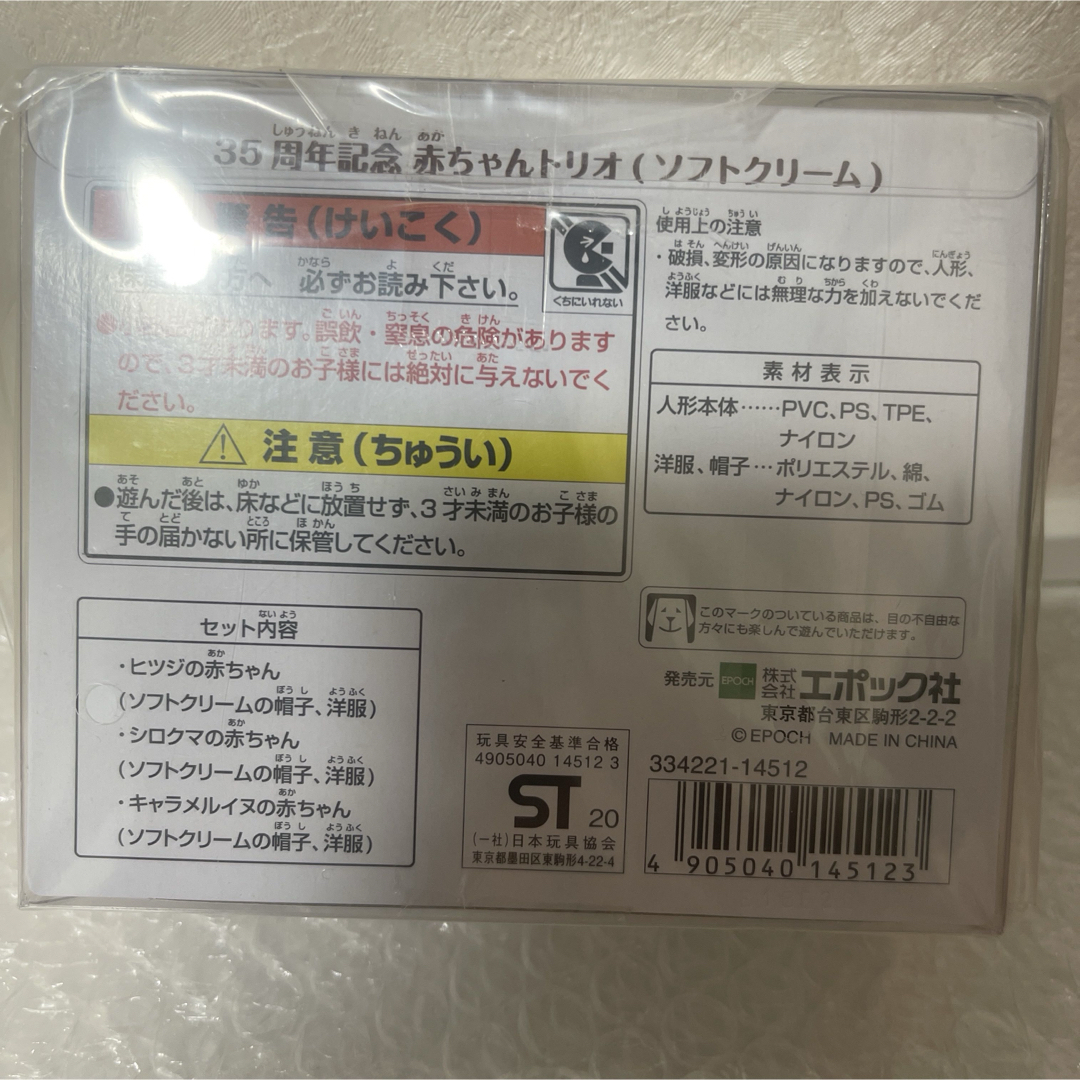 35周年記念 赤ちゃんトリオ(ソフトクリーム)
告(けいこく)
くちにいれない
方へ 必ずお読み下さい。
ます。誤飲・窒息の危険があります
ので、3才未満のお子様には絶対に与えないでく
ださい。
注意(ちゅうい)
●遊んだ後は、床などに放置せず、3才未満のお子様の
手の届かない所に保管してください。
使用上の注意
・破損、変形の原因になりますので、人形、
洋服などには無理な力を加えないでくだ
さい。
素材表示
人形本体……PVC、PS、TPE、
ナイロン
洋服、帽子…ポリエステル、綿、
ナイロン、PS、ゴム
このマークのついている商品は、目の不自由な
方々にも楽しんで遊んでいただけます。
セット内容
・ヒツジの赤ちゃん
(ソフトクリームの帽子、洋服)
・シロクマの赤ちゃん
(ソフトクリームの帽子、洋服)
・キャラメルイヌの赤ちゃん
(ソフトクリームの帽子、洋服)
玩具安全基準合格
4905040 14512 3
ST 20
(一社)日本玩具協会
東京都墨田区東駒形4-22-4
発売元 EPOCH 株式会社 エポック社
東京都台東区駒形2-2-2
©EPOCH MADE IN CHINA
334221-14512
4 905040 145123